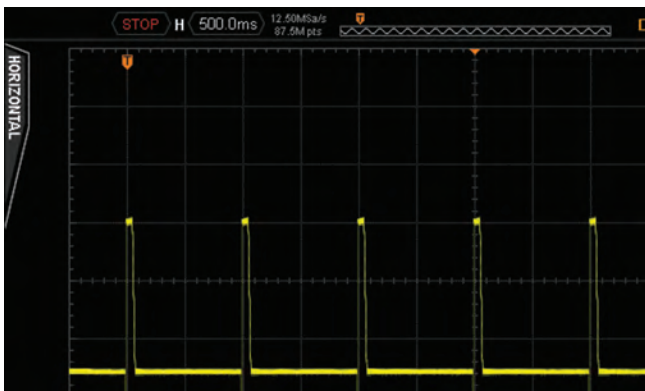 STOP H 500.0ms 12.50MSa/s
87.5M pts
T
T
HORIZONTAL